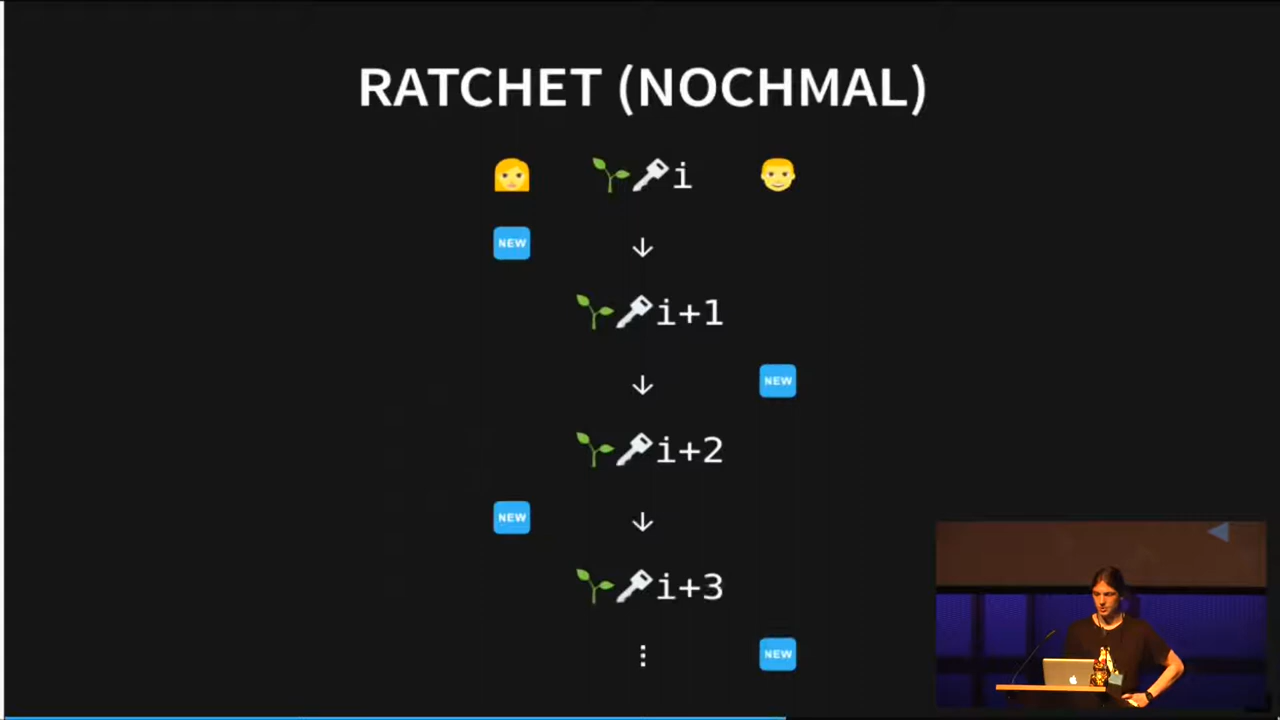 RATCHET (NOCHMAL)
i
NEW ↓
i+1
↓ NEW
i+2
NEW ↓
i+3
⋮ NEW